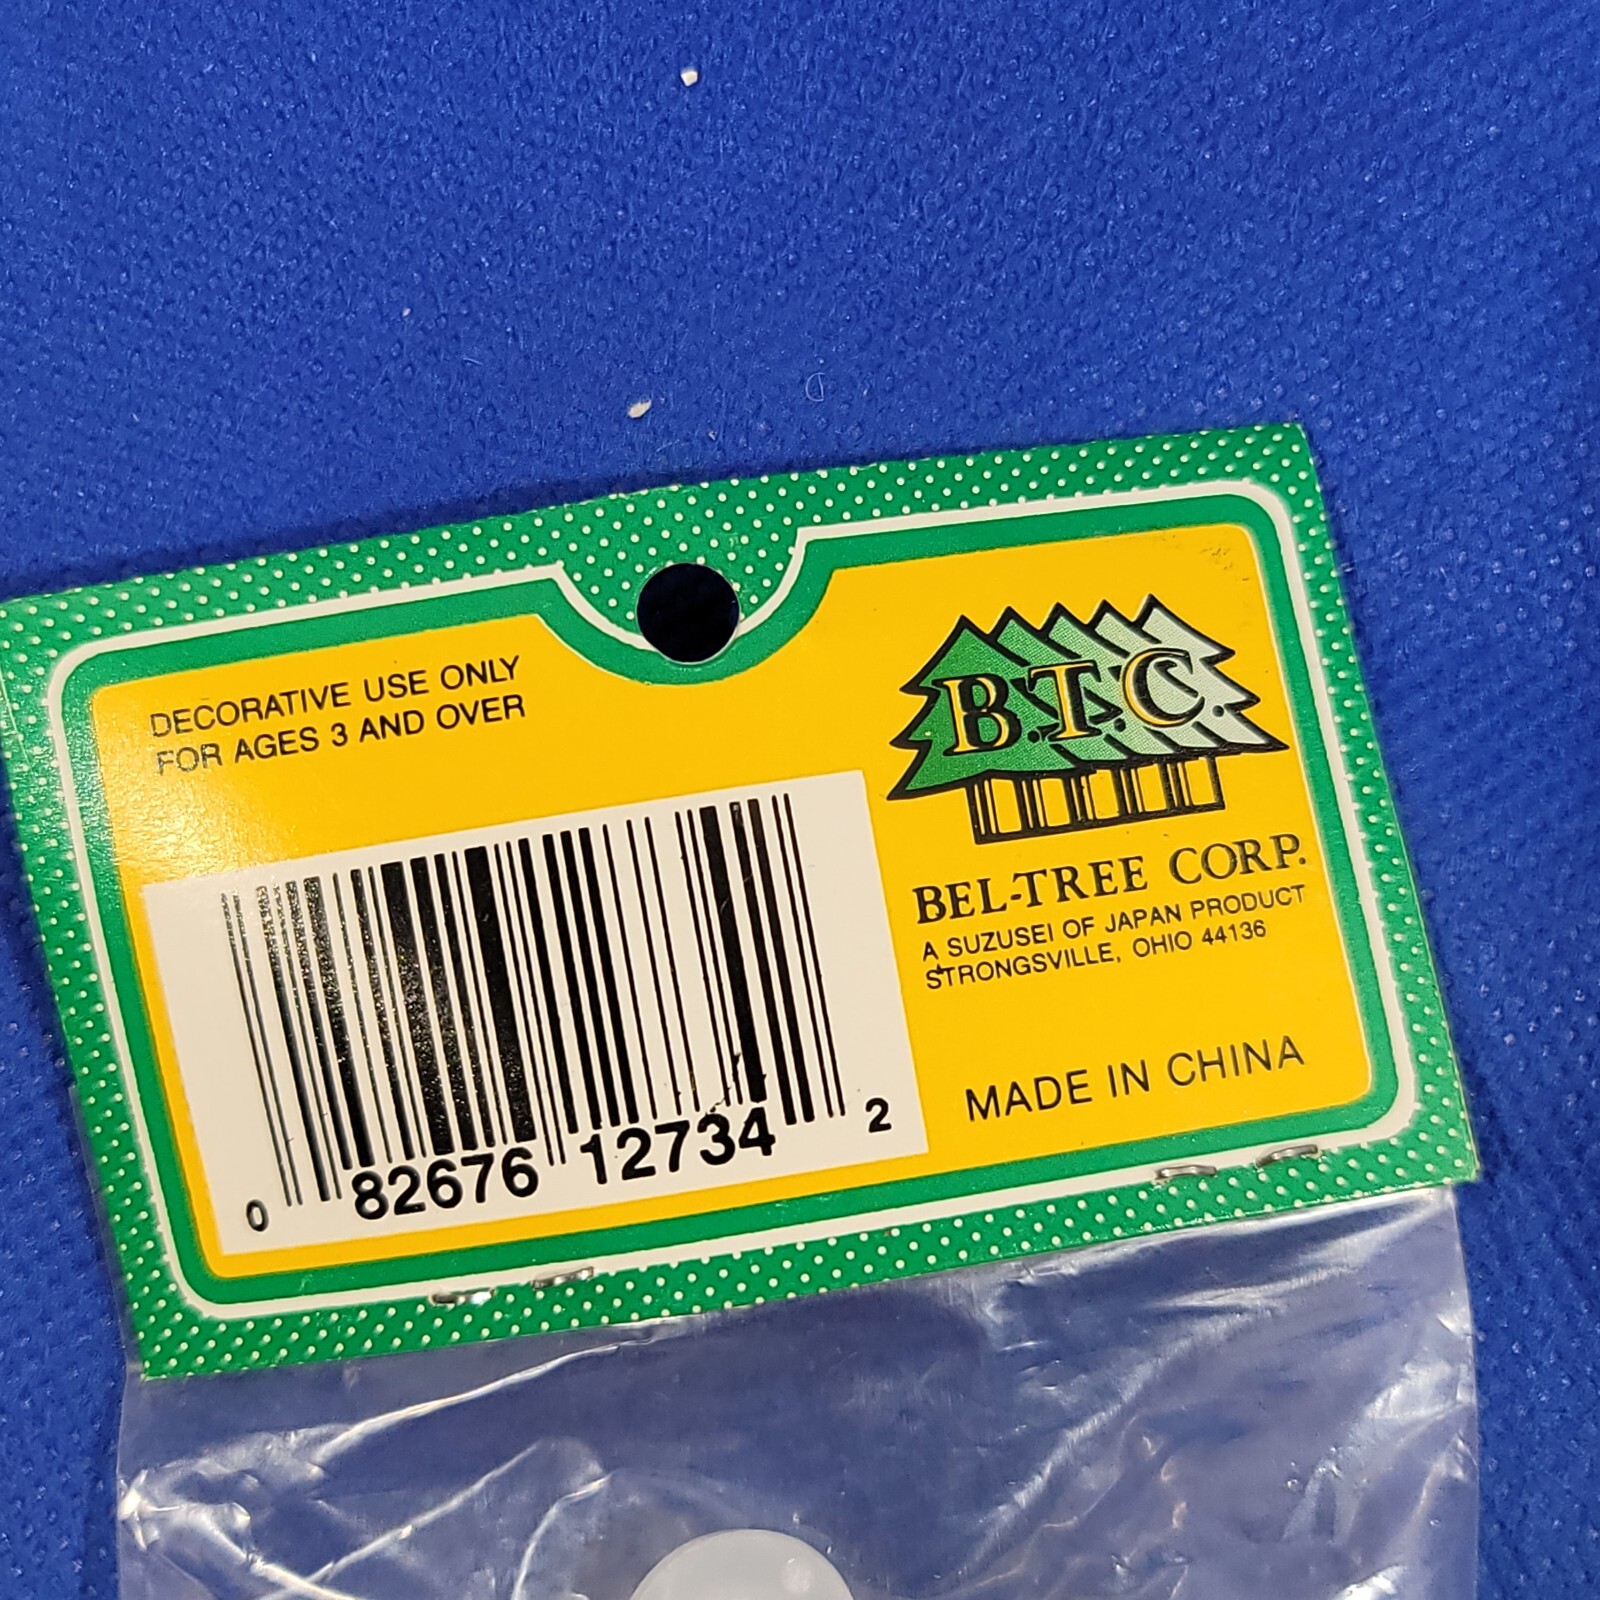 DECORATIVE USE ONLY
FOR AGES 3 AND OVER
B.T.C.
BEL-TREE CORP.
A SUZUSEI OF JAPAN PRODUCT
STRONGSVILLE, OHIO 44136
MADE IN CHINA
0 82676 12734 2